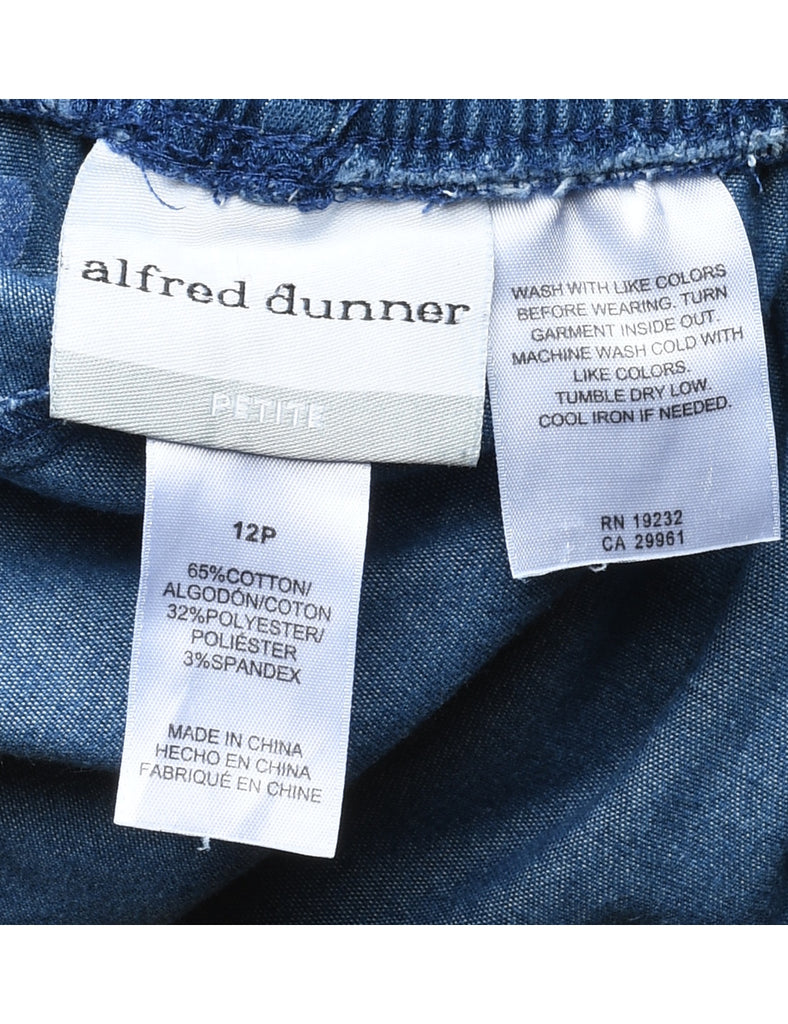 alfred dunner
PETITE
12P
65%COTTON/
ALGODÓN/COTON
32%POLYESTER/
POLIÉSTER
3%SPANDEX
MADE IN CHINA
HECHO EN CHINA
FABRIQUÉ EN CHINE
WASH WITH LIKE COLORS
BEFORE WEARING. TURN
GARMENT INSIDE OUT.
MACHINE WASH COLD WITH
LIKE COLORS.
TUMBLE DRY LOW.
COOL IRON IF NEEDED.
RN 19232
CA 29961